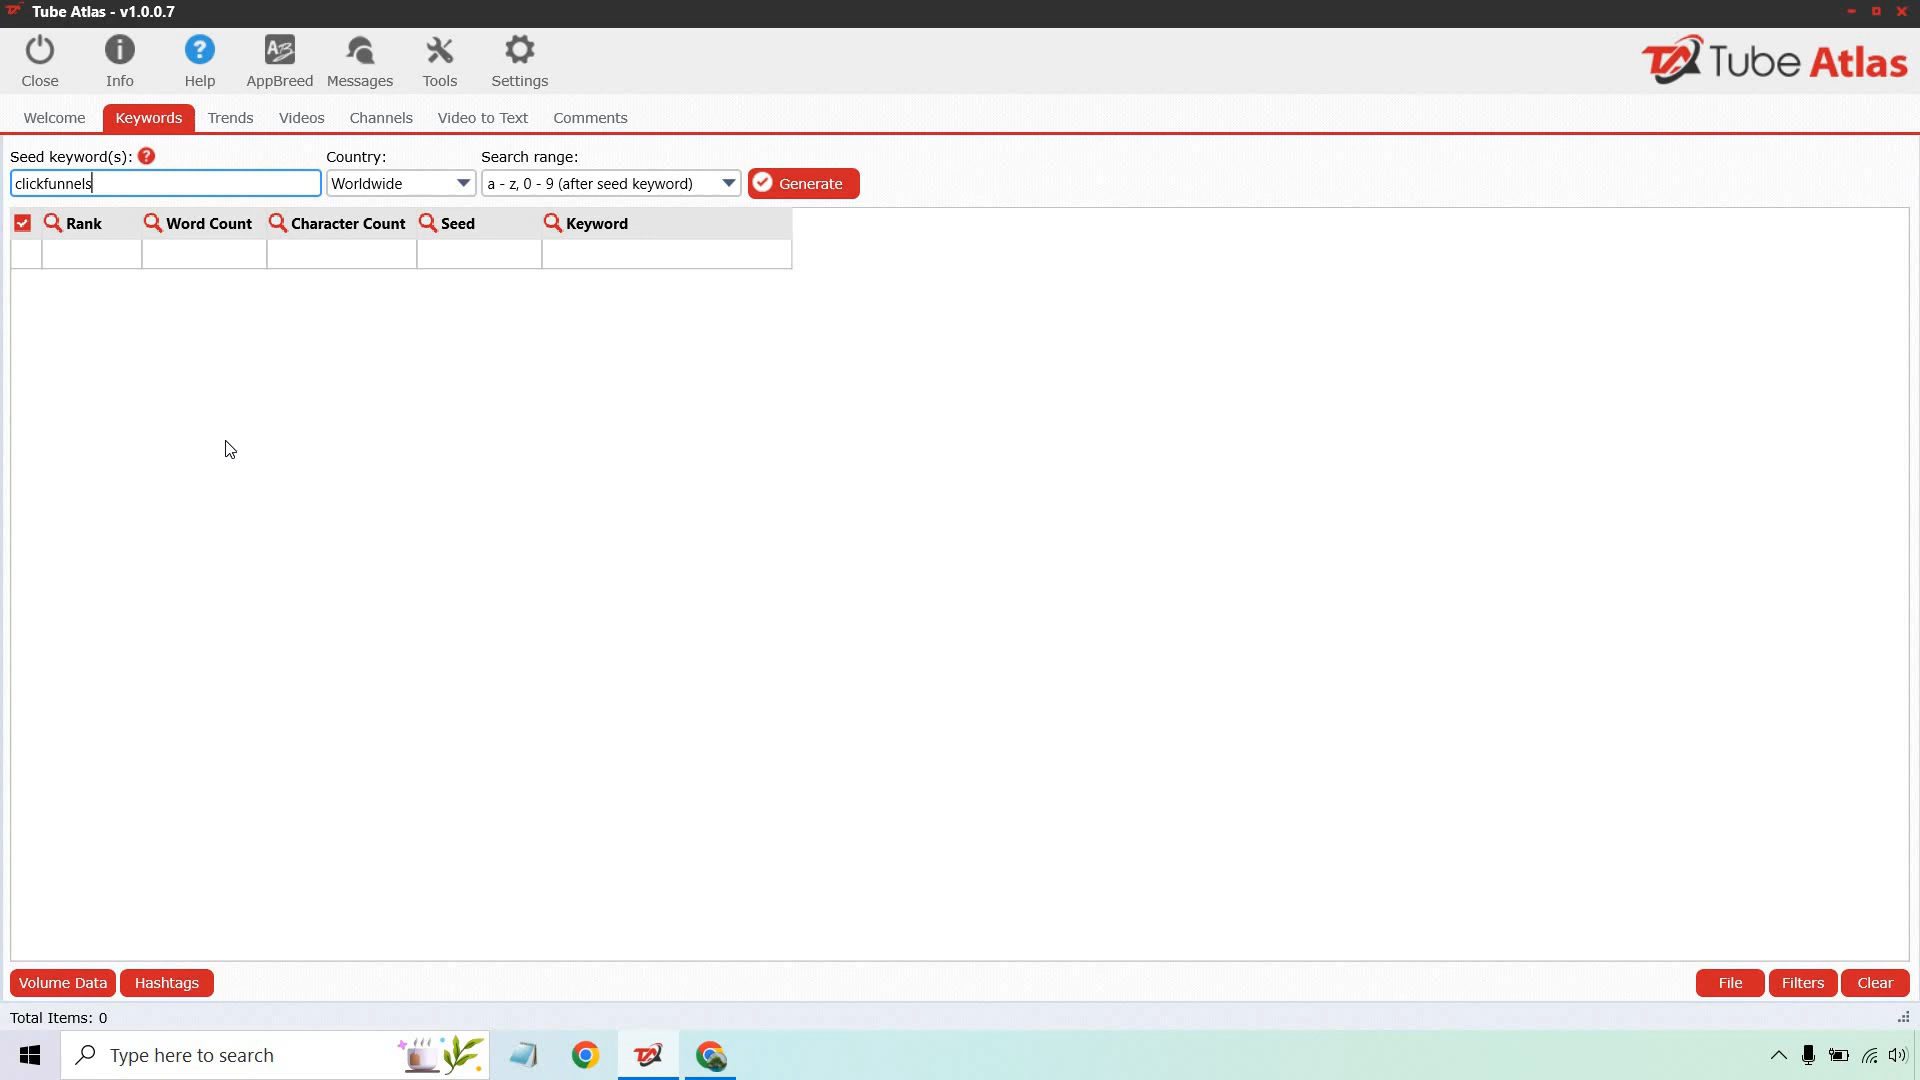 Tube Atlas - v1.0.0.7
Close Info Help AppBreed Messages Tools Settings
Tube Atlas
Welcome Keywords Trends Videos Channels Video to Text Comments
Seed keyword(s): ? Country: Search range:
clickfunnels Worldwide a - z, 0 - 9 (after seed keyword) Generate
Rank Word Count Character Count Seed Keyword
Volume Data Hashtags File Filters Clear
Total Items: 0
Type here to search